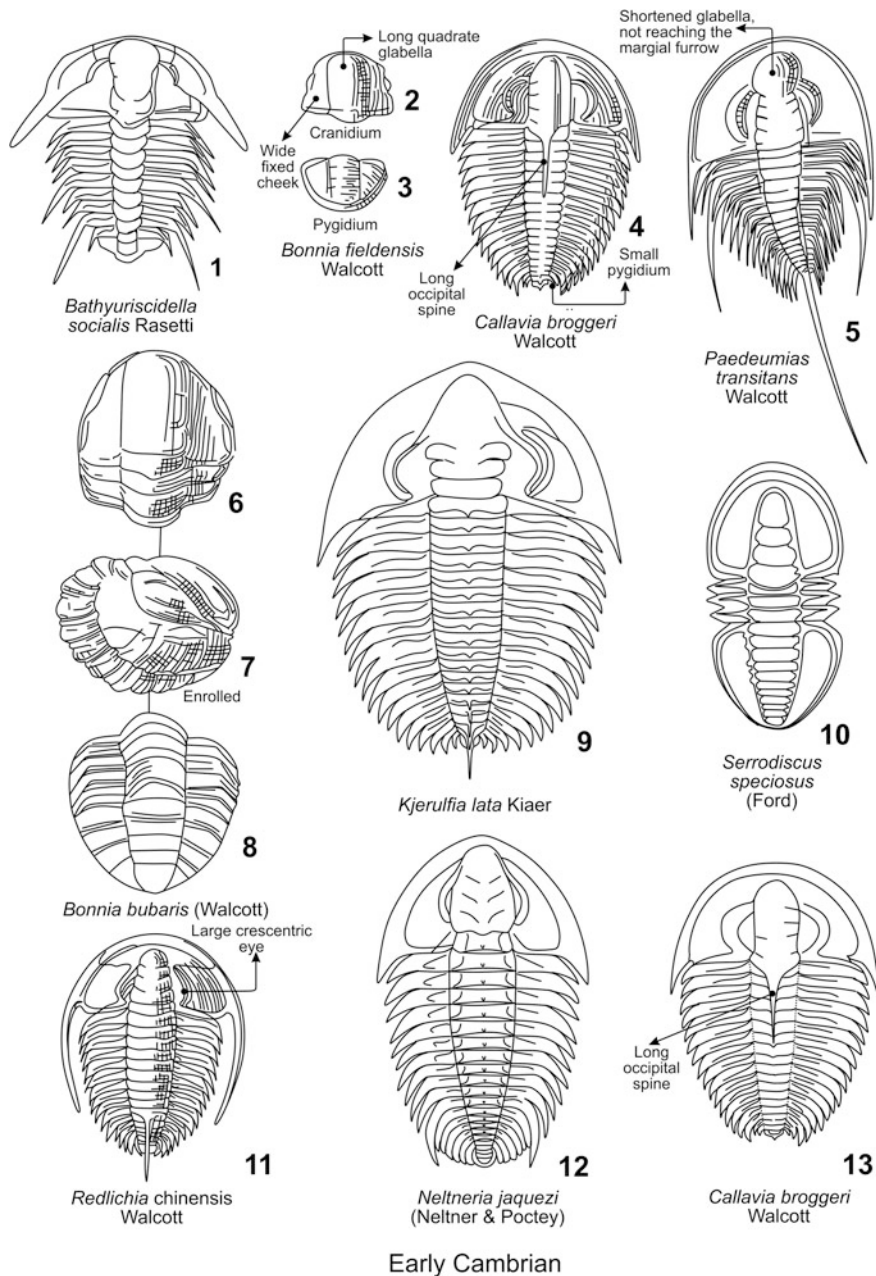 Long quadrate
glabella
2
Cranidium
Wide
fixed
cheek
3
Pygidium
Bonnia fieldensis
Walcott
1
Bathyuriscidella
socialis Rasetti
4
Long
occipital
spine
Small
pygidium
Callavia broggeri
Walcott
Shortened glabella,
not reaching the
margial furrow
5
Paedeumias
transitans
Walcott
6
7
Enrolled
8
Bonnia bubaris (Walcott)
9
Kjerulfia lata Kiaer
10
Serrodiscus
speciosus
(Ford)
Large crescentric
eye
11
Redlichia chinensis
Walcott
12
Neltneria jaquezi
(Neltner & Poctey)
Long
occipital
spine
13
Callavia broggeri
Walcott
Early Cambrian